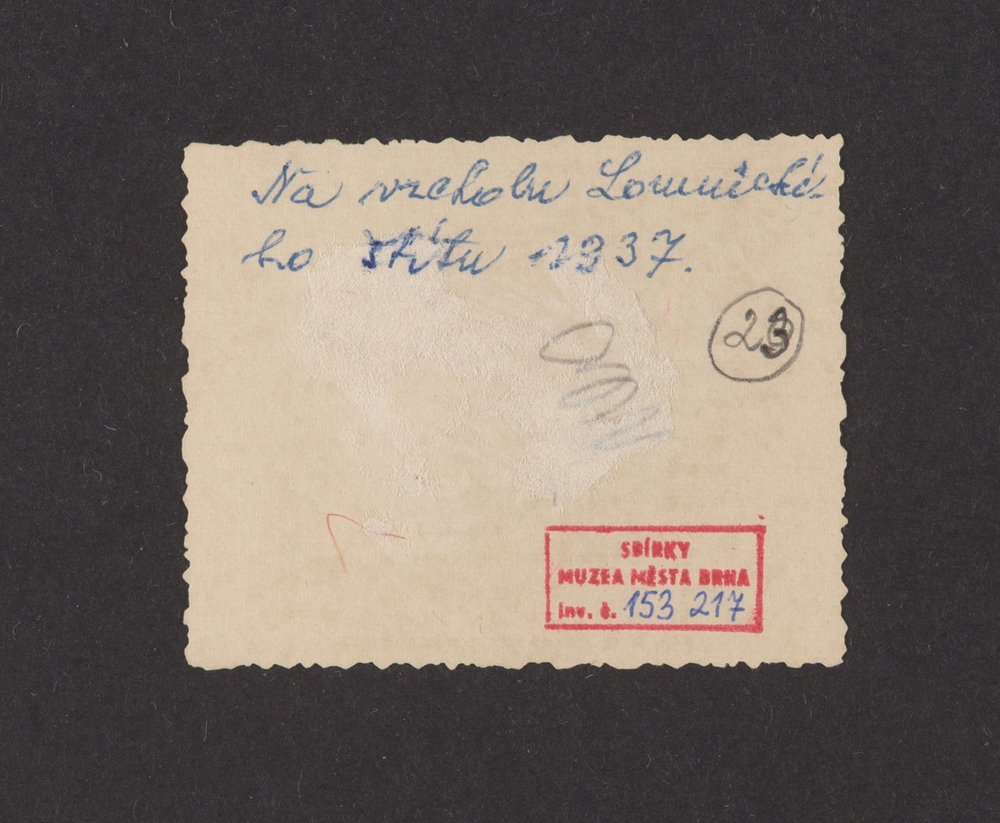 Na vrcholu Lomnické-
ho štítu 1937.
23
SBÍRKY
MUZEA MĚSTA BRNA
inv. č. 153 217